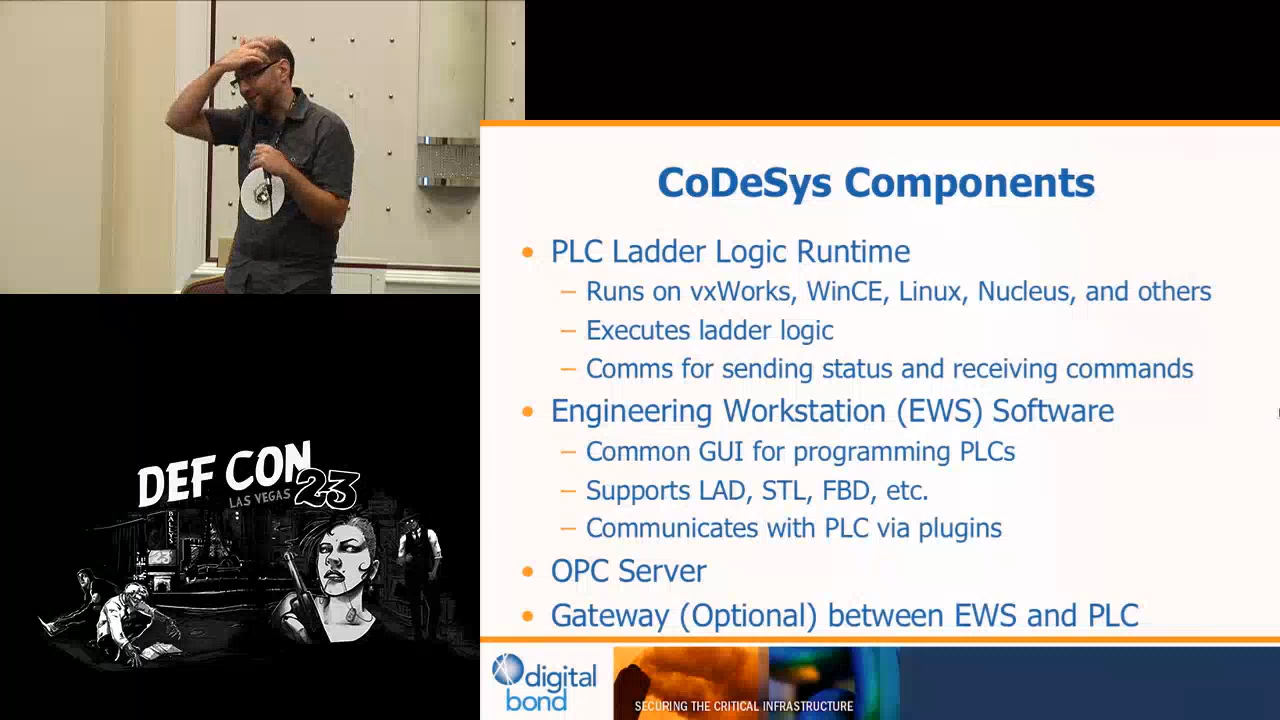 CoDeSys Components
• PLC Ladder Logic Runtime
– Runs on vxWorks, WinCE, Linux, Nucleus, and others
– Executes ladder logic
– Comms for sending status and receiving commands
• Engineering Workstation (EWS) Software
– Common GUI for programming PLCs
– Supports LAD, STL, FBD, etc.
– Communicates with PLC via plugins
• OPC Server
• Gateway (Optional) between EWS and PLC
digital
bond
SECURING THE CRITICAL INFRASTRUCTURE
DEF CON
LAS VEGAS 23
BALLY'S
23